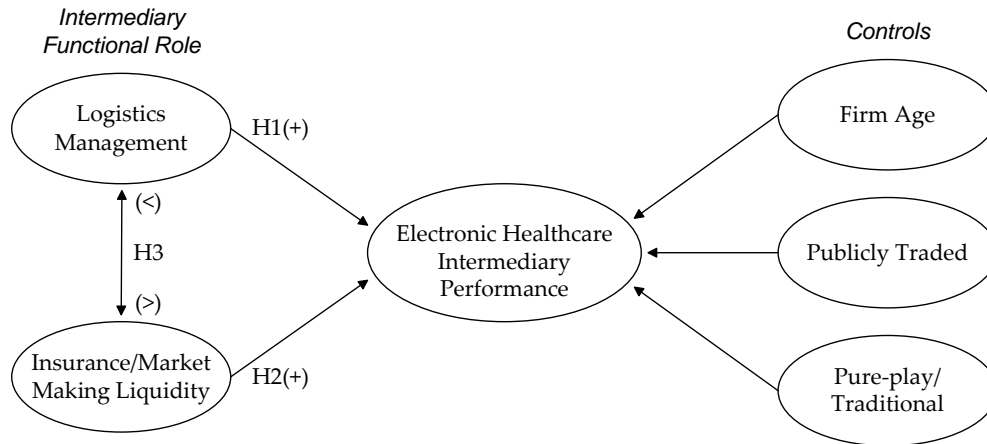 Intermediary
Functional Role
Controls
Logistics
Management
H1(+)
Firm Age
(<)
H3
(>)
Electronic Healthcare
Intermediary
Performance
Publicly Traded
Insurance/Market
Making Liquidity
H2(+)
Pure-play/
Traditional